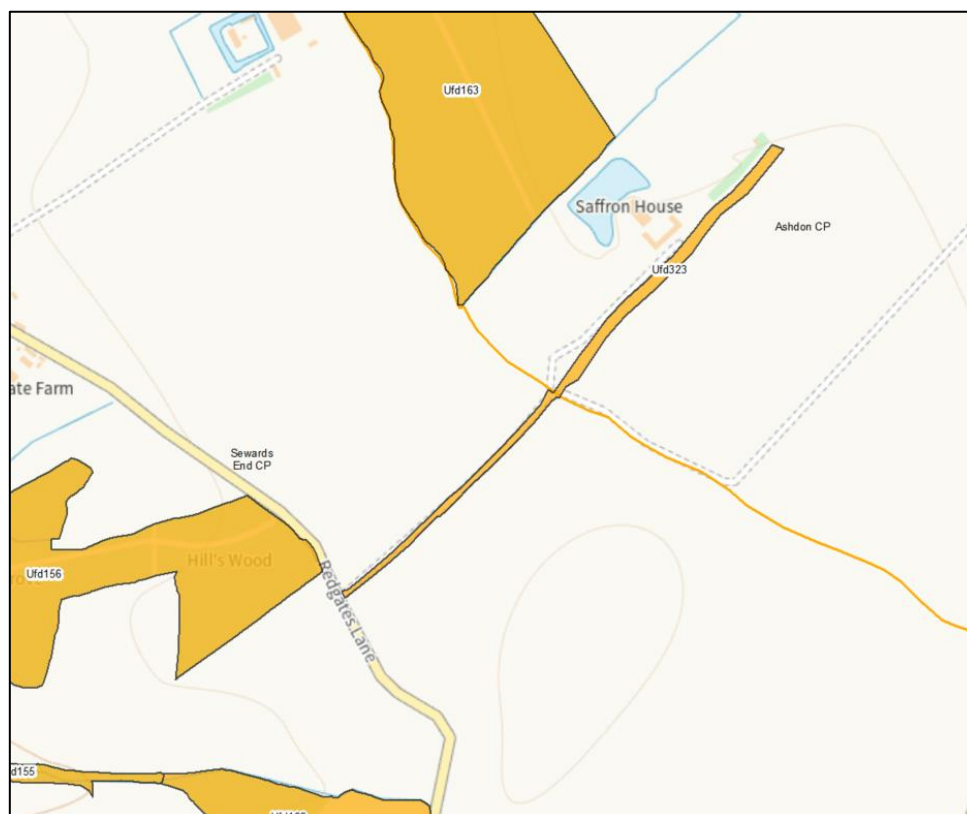 Ufd163
Saffron House
Ashdon CP
Ufd323
ate Farm
Sewards
End CP
Hill's Wood
Ufd156
Redgates Lane
d155